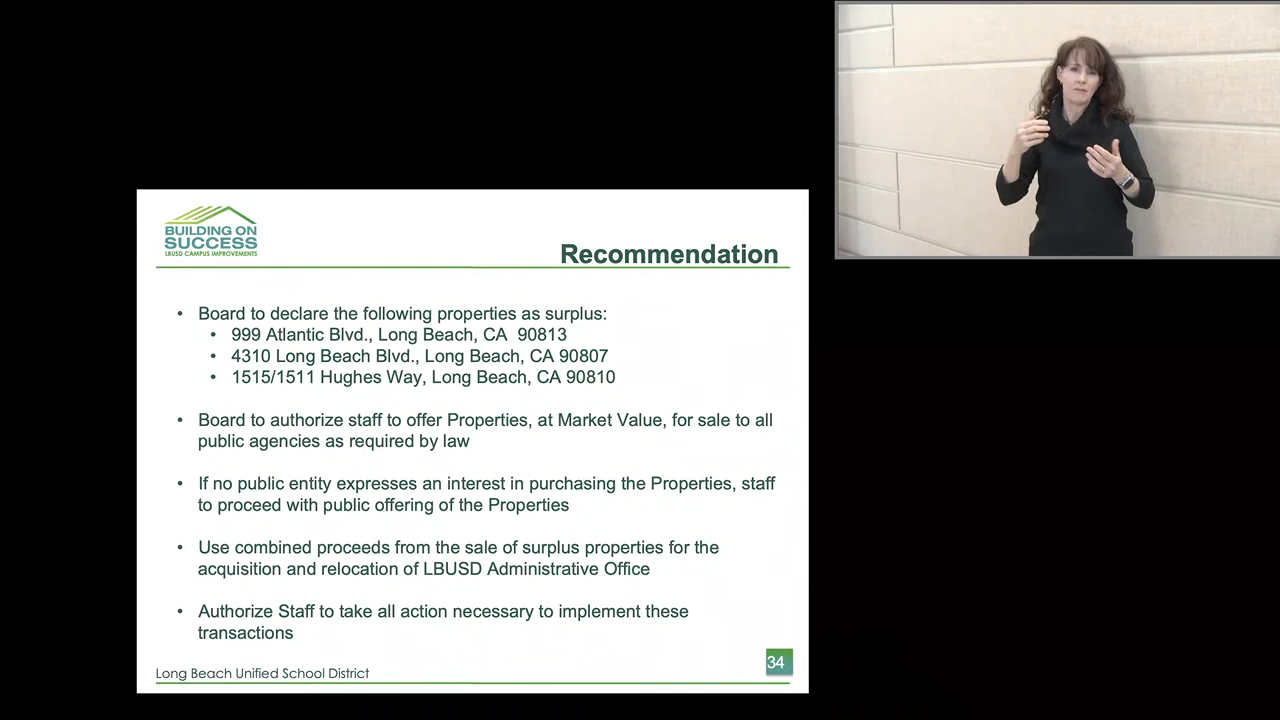 BUILDING ON
SUCCESS
LBUSD CAMPUS IMPROVEMENTS
Recommendation
• Board to declare the following properties as surplus:
• 999 Atlantic Blvd., Long Beach, CA  90813
• 4310 Long Beach Blvd., Long Beach, CA 90807
• 1515/1511 Hughes Way, Long Beach, CA 90810
• Board to authorize staff to offer Properties, at Market Value, for sale to all
public agencies as required by law
• If no public entity expresses an interest in purchasing the Properties, staff
to proceed with public offering of the Properties
• Use combined proceeds from the sale of surplus properties for the
acquisition and relocation of LBUSD Administrative Office
• Authorize Staff to take all action necessary to implement these
transactions
Long Beach Unified School District
34